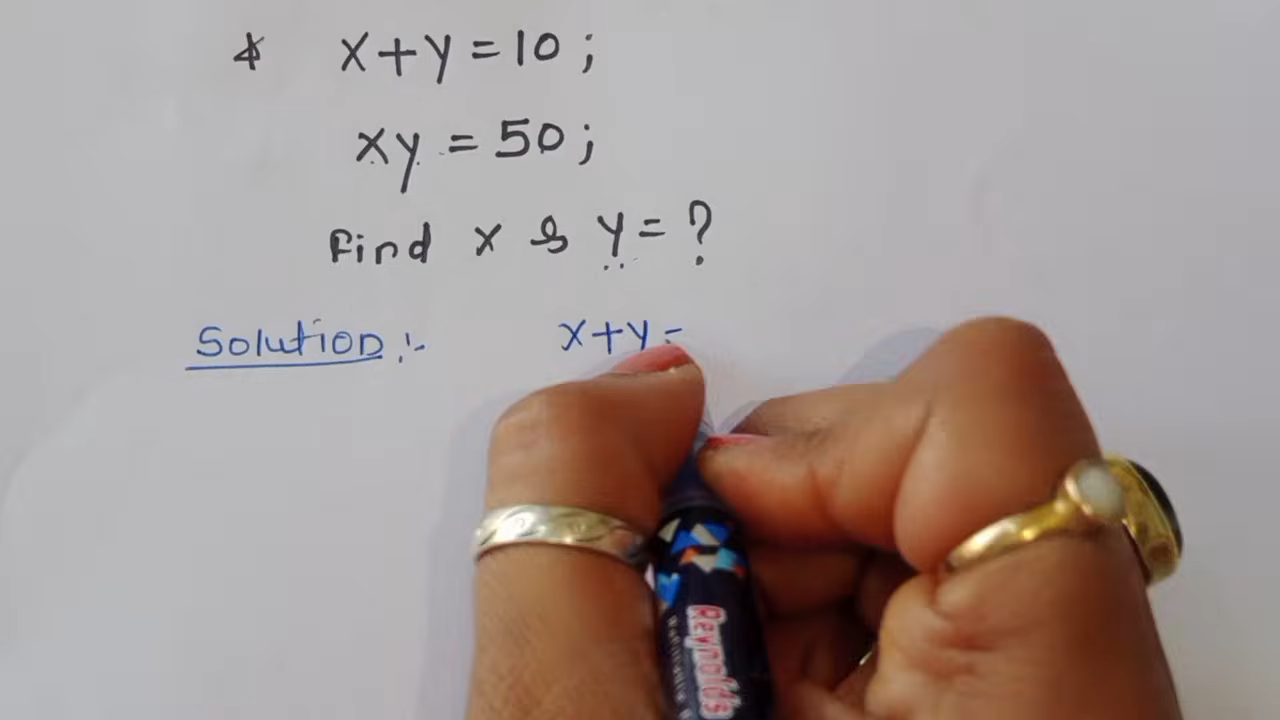 x+y=10;
xy=50;
Find x & y=?
Solution:-
x+y=
Reynolds